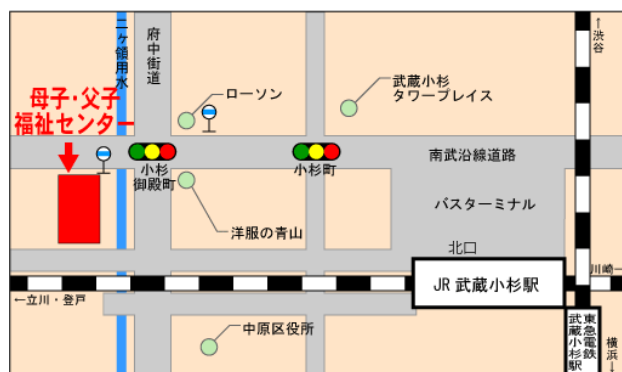 二ヶ領用水
府中街道
↑渋谷
母子・父子
福祉センター
ローソン
武蔵小杉
タワープレイス
小杉
御殿町
小杉町
南武沿線道路
洋服の青山
バスターミナル
北口
JR 武蔵小杉駅
川崎→
←立川・登戸
中原区役所
東急電鉄
武蔵小杉駅
横浜↓